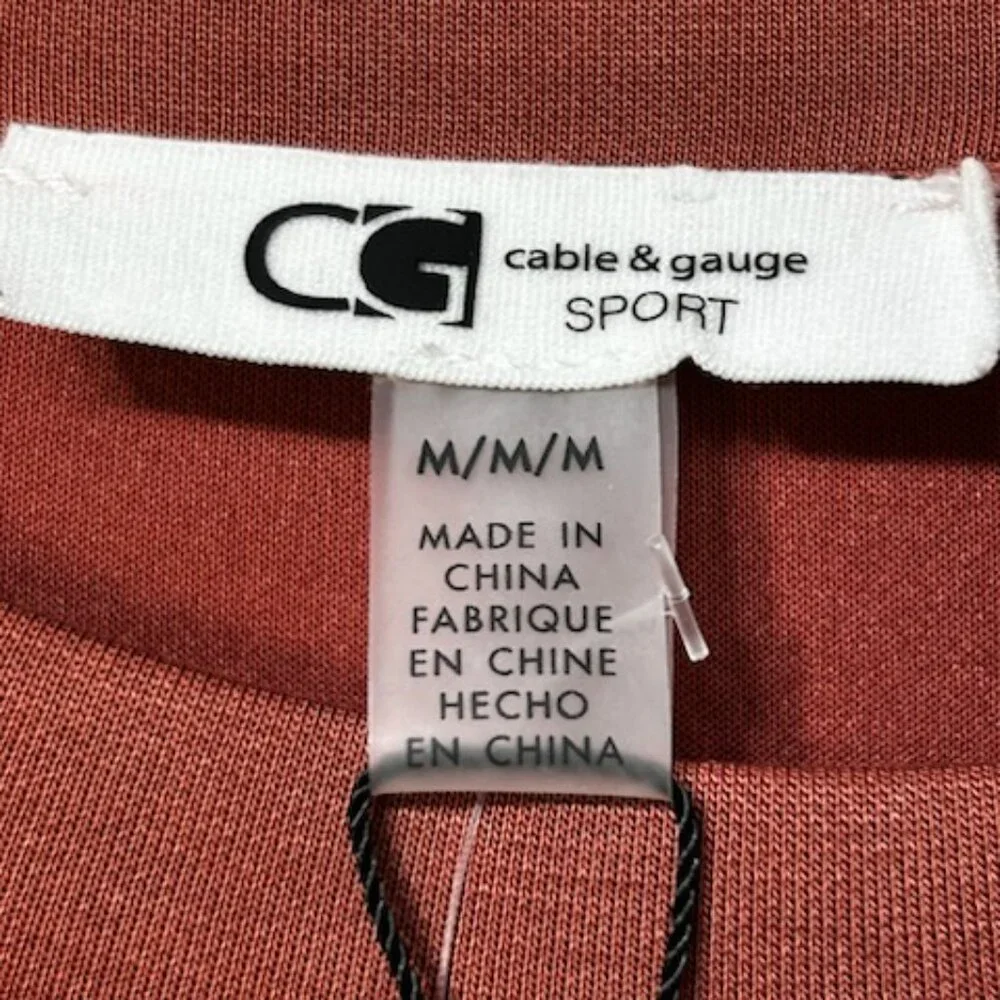 CG cable & gauge
SPORT
M/M/M
MADE IN
CHINA
FABRIQUE
EN CHINE
HECHO
EN CHINA